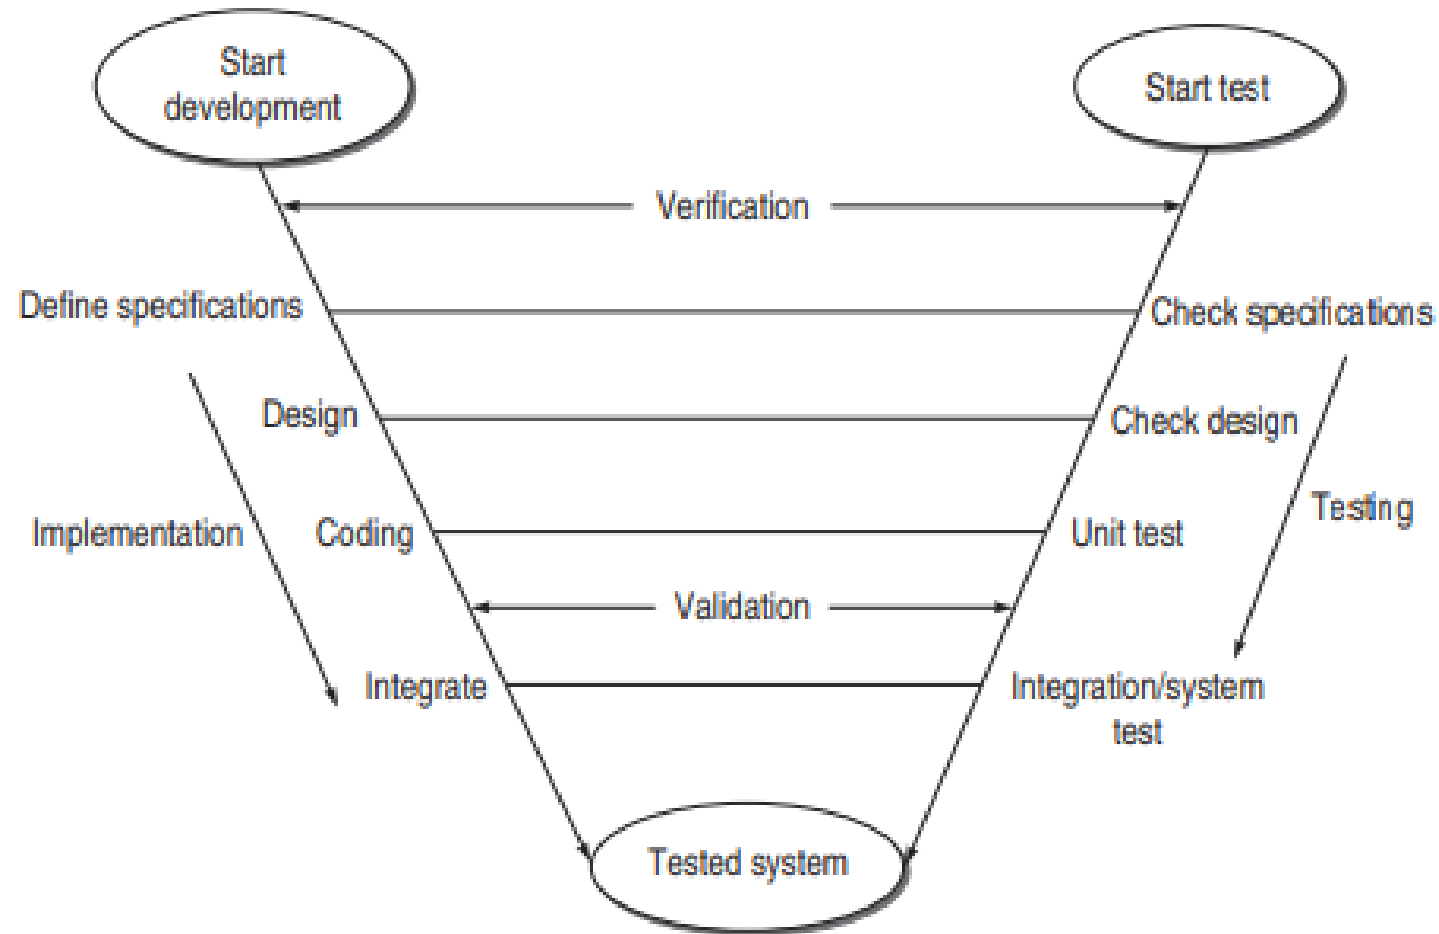 Start
development
Start test
Verification
Define specifications
Check specifications
Design
Check design
Implementation
Coding
Unit test
Testing
Validation
Integrate
Integration/system
test
Tested system